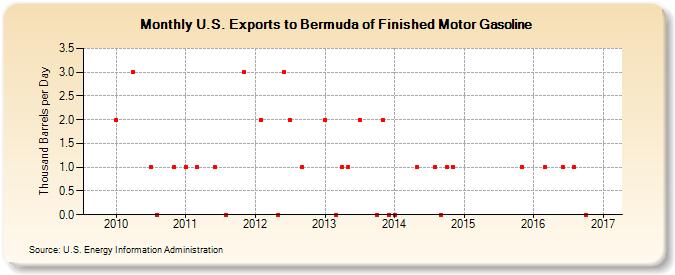 Monthly U.S. Exports to Bermuda of Finished Motor Gasoline
Thousand Barrels per Day
3.5
3.0
2.5
2.0
1.5
1.0
0.5
0.0
2010 2011 2012 2013 2014 2015 2016 2017
Source: U.S. Energy Information Administration